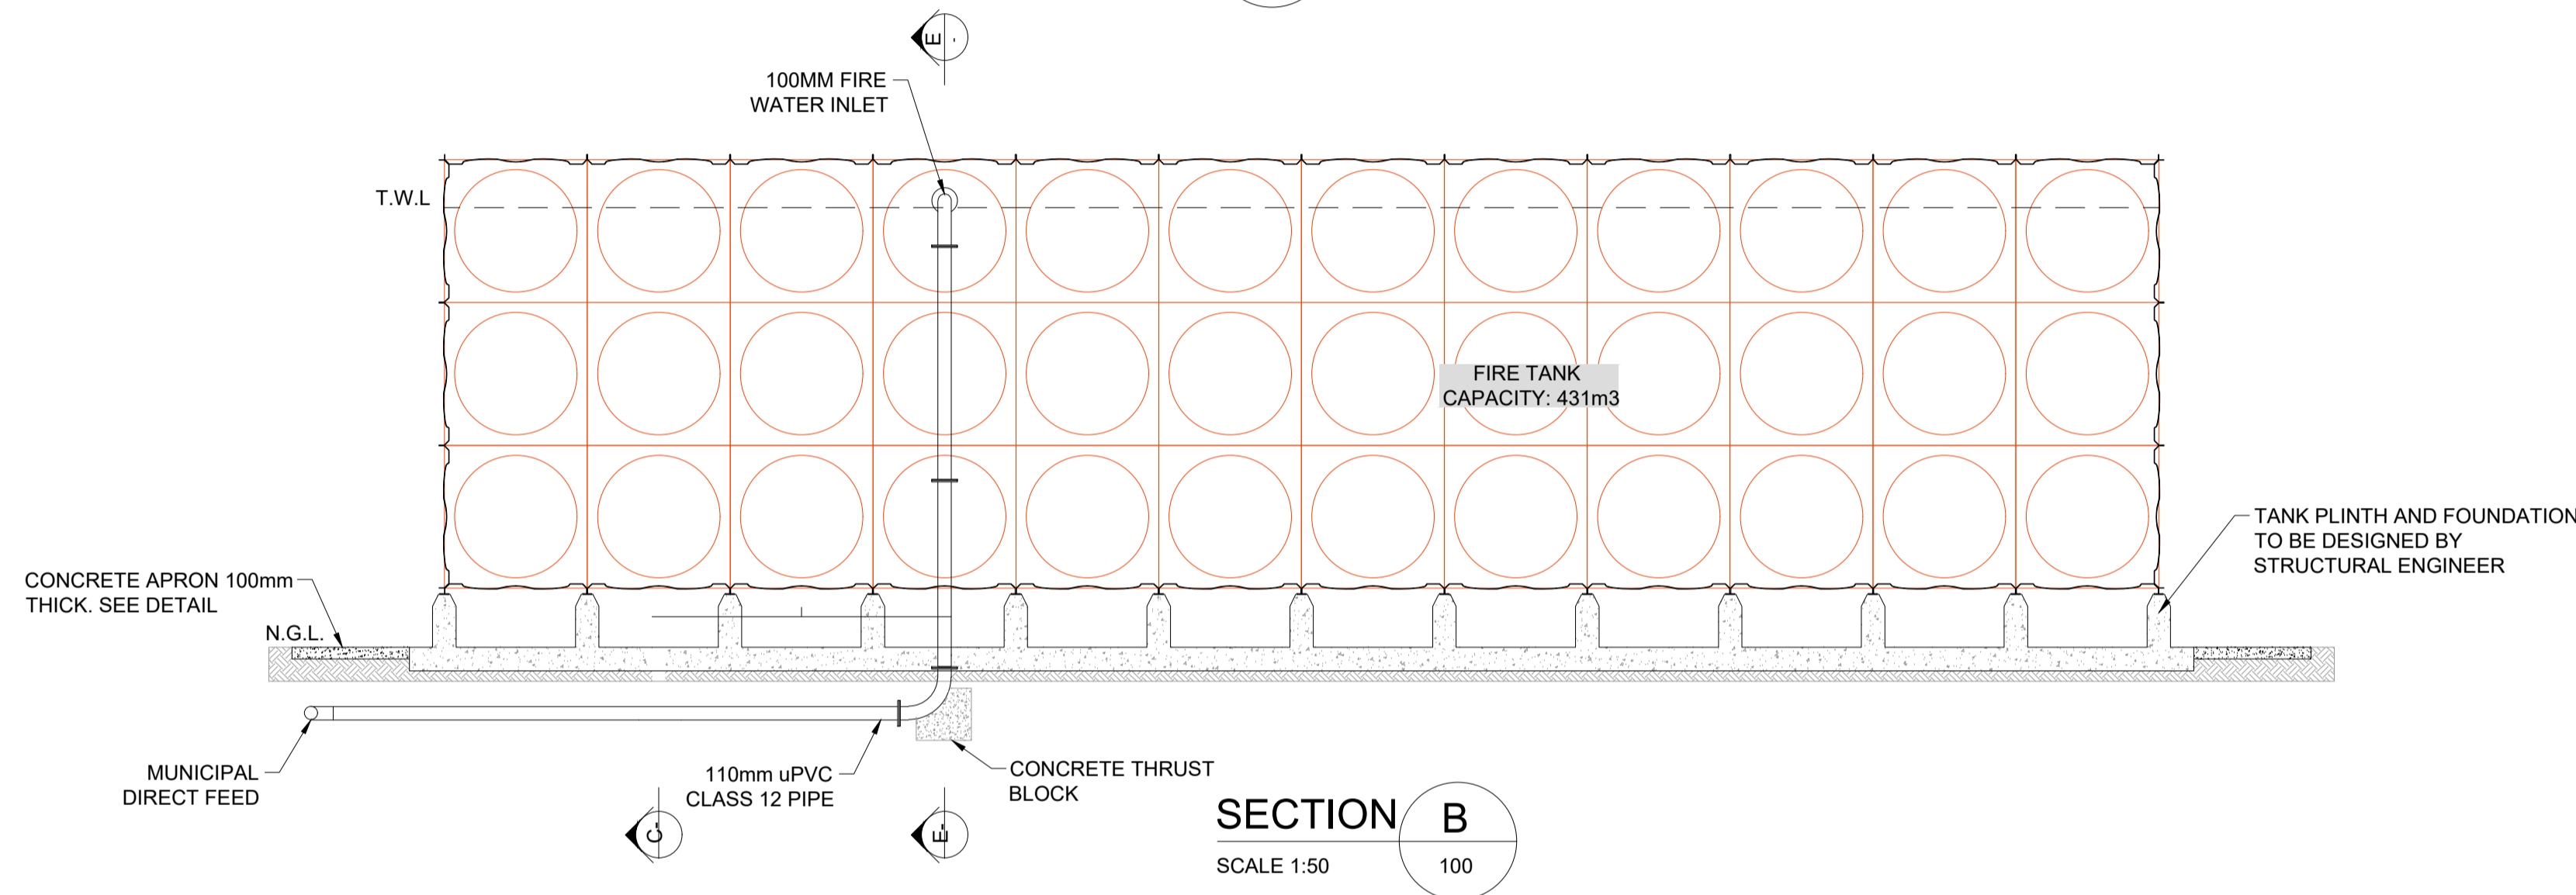 E
-
100MM FIRE
WATER INLET
T.W.L
FIRE TANK
CAPACITY: 431m3
TANK PLINTH AND FOUNDATION
TO BE DESIGNED BY
STRUCTURAL ENGINEER
CONCRETE APRON 100mm
THICK. SEE DETAIL
N.G.L.
MUNICIPAL
DIRECT FEED
110mm uPVC
CLASS 12 PIPE
CONCRETE THRUST
BLOCK
C-
E-
SECTION B
SCALE 1:50 100